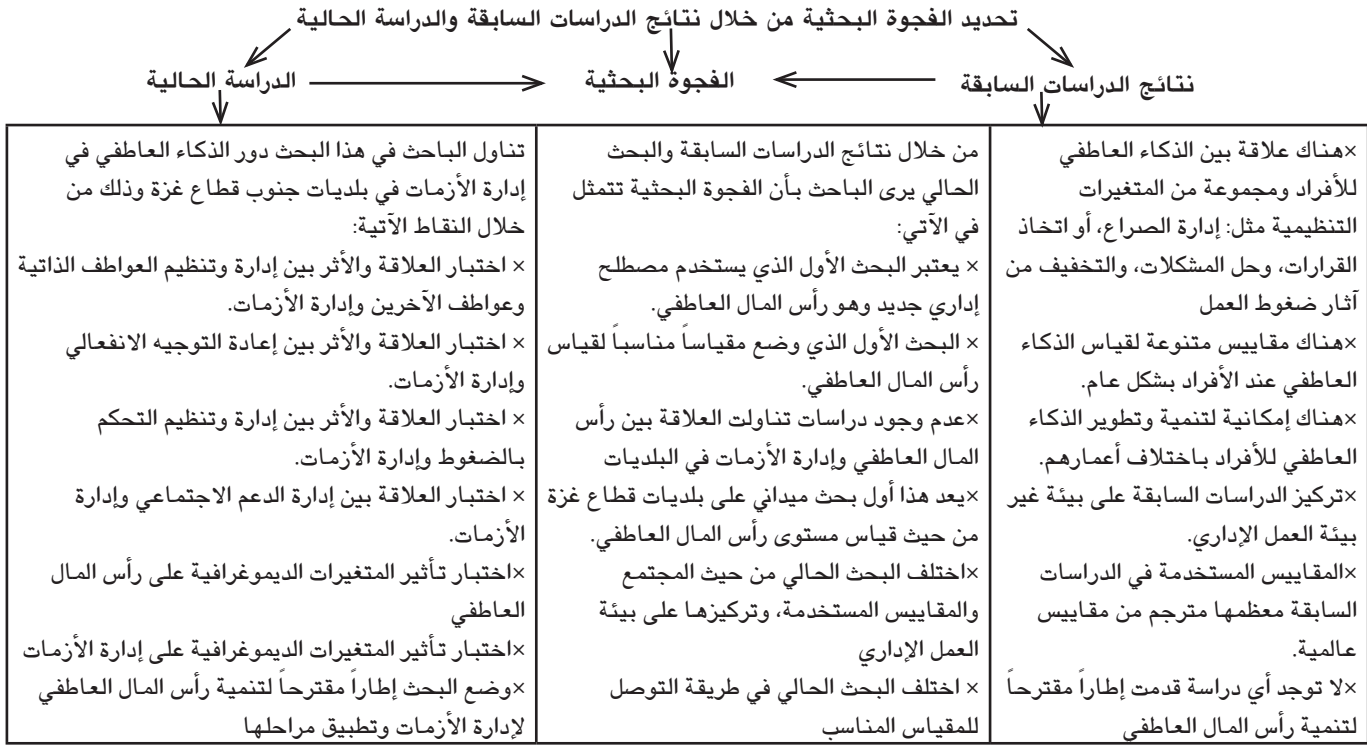 تحديد الفجوة البحثية من خلال نتائج الدراسات السابقة والدراسة الحالية
نتائج الدراسات السابقة
الفجوة البحثية
الدراسة الحالية
×هناك علاقة بين الذكاء العاطفي
للأفراد ومجموعة من المتغيرات
التنظيمية مثل: إدارة الصراع، أو اتخاذ
القرارات، وحل المشكلات، والتخفيف من
آثار ضغوط العمل
×هناك مقاييس متنوعة لقياس الذكاء
العاطفي عند الأفراد بشكل عام.
×هناك إمكانية لتنمية وتطوير الذكاء
العاطفي للأفراد باختلاف أعمارهم.
×تركيز الدراسات السابقة على بيئة غير
بيئة العمل الإداري.
×المقاييس المستخدمة في الدراسات
السابقة معظمها مترجم من مقاييس
عالمية.
×لا توجد أي دراسة قدمت إطاراً مقترحاً
لتنمية رأس المال العاطفي
من خلال نتائج الدراسات السابقة والبحث
الحالي يرى الباحث بأن الفجوة البحثية تتمثل
في الآتي:
× يعتبر البحث الأول الذي يستخدم مصطلح
إداري جديد وهو رأس المال العاطفي.
× البحث الأول الذي وضع مقياساً مناسباً لقياس
رأس المال العاطفي.
×عدم وجود دراسات تناولت العلاقة بين رأس
المال العاطفي وإدارة الأزمات في البلديات
×يعد هذا أول بحث ميداني على بلديات قطاع غزة
من حيث قياس مستوى رأس المال العاطفي.
×اختلف البحث الحالي من حيث المجتمع
والمقاييس المستخدمة، وتركيزها على بيئة
العمل الإداري
× اختلف البحث الحالي في طريقة التوصل
للمقياس المناسب
تناول الباحث في هذا البحث دور الذكاء العاطفي في
إدارة الأزمات في بلديات جنوب قطاع غزة وذلك من
خلال النقاط الآتية:
× اختبار العلاقة والأثر بين إدارة وتنظيم العواطف الذاتية
وعواطف الآخرين وإدارة الأزمات.
× اختبار العلاقة والأثر بين إعادة التوجيه الانفعالي
وإدارة الأزمات.
× اختبار العلاقة والأثر بين إدارة وتنظيم التحكم
بالضغوط وإدارة الأزمات.
× اختبار العلاقة بين إدارة الدعم الاجتماعي وإدارة
الأزمات.
×اختبار تأثير المتغيرات الديموغرافية على رأس المال
العاطفي
×اختبار تأثير المتغيرات الديموغرافية على إدارة الأزمات
×وضع البحث إطاراً مقترحاً لتنمية رأس المال العاطفي
لإدارة الأزمات وتطبيق مراحلها